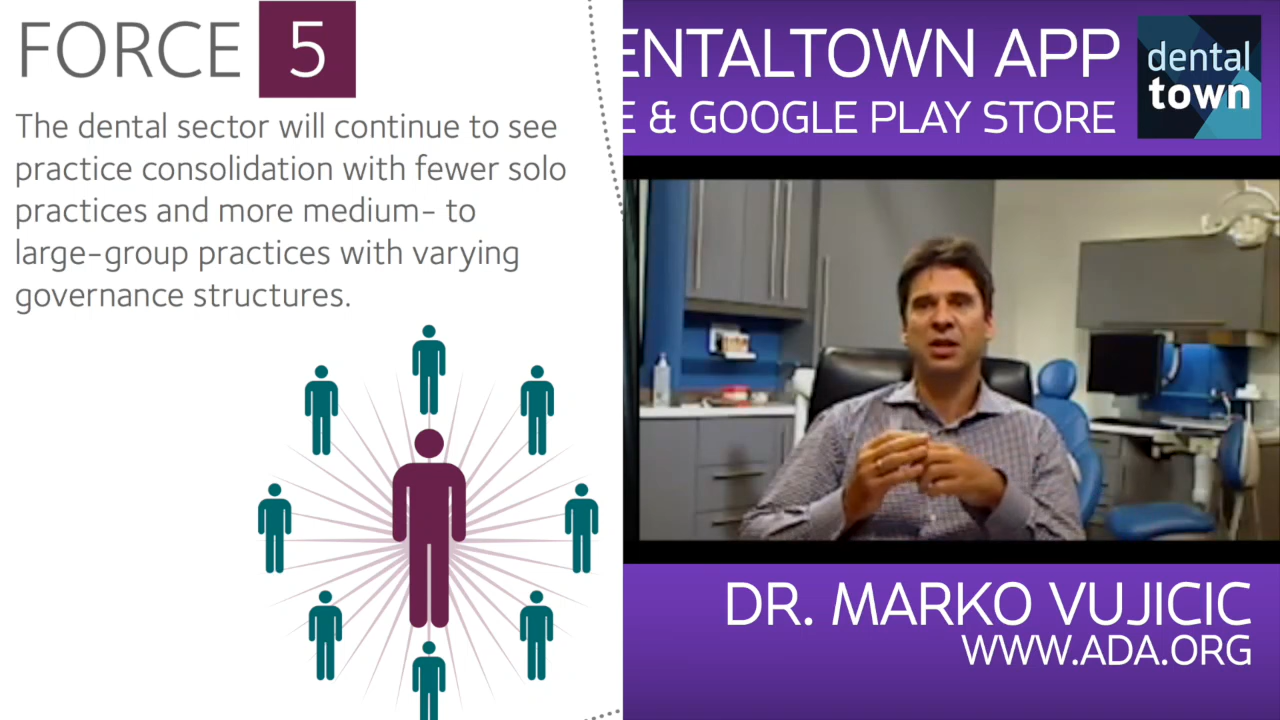 FORCE 5
The dental sector will continue to see
practice consolidation with fewer solo
practices and more medium- to
large-group practices with varying
governance structures.
ENTALTOWN APP
E & GOOGLE PLAY STORE
dental
town
DR. MARKO VUJICIC
WWW.ADA.ORG